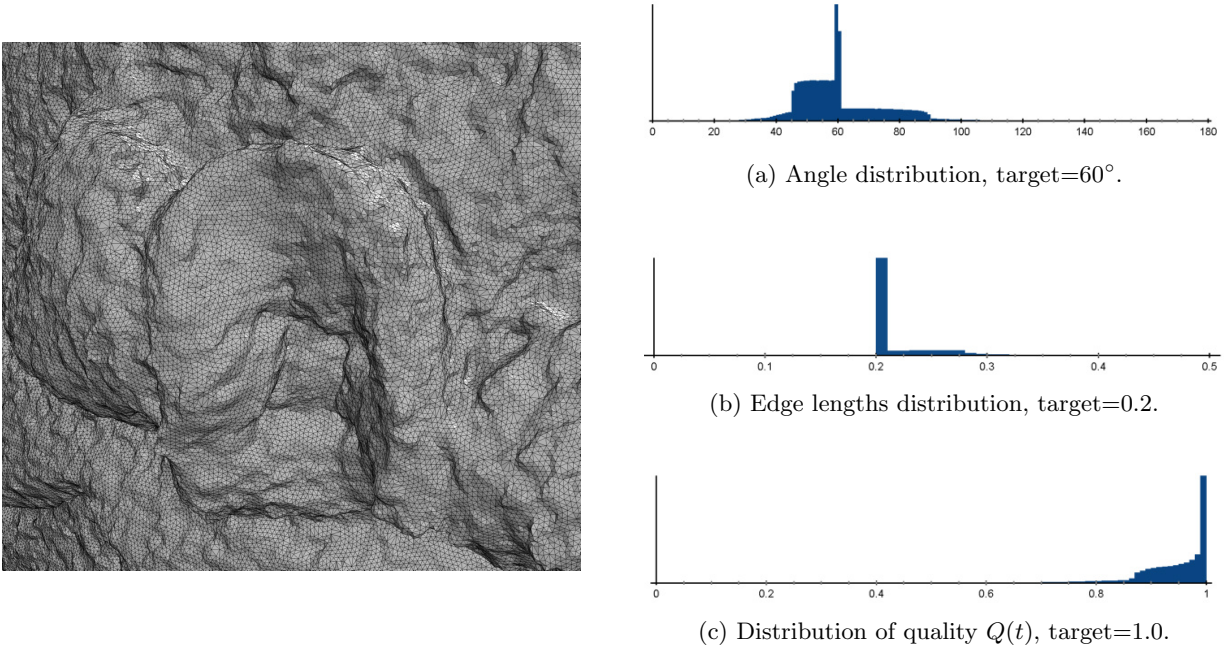 0 20 40 60 80 100 120 140 160 180
(a) Angle distribution, target=60°.
0 0.1 0.2 0.3 0.4 0.5
(b) Edge lengths distribution, target=0.2.
0 0.2 0.4 0.6 0.8 1
(c) Distribution of quality Q(t), target=1.0.